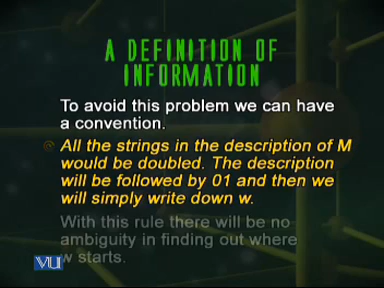 A DEFINITION OF
INFORMATION
To avoid this problem we can have
a convention.
All the strings in the description of M
would be doubled. The description
will be followed by 01 and then we
will simply write down w.
With this rule there will be no
ambiguity in finding out where
w starts.
VU